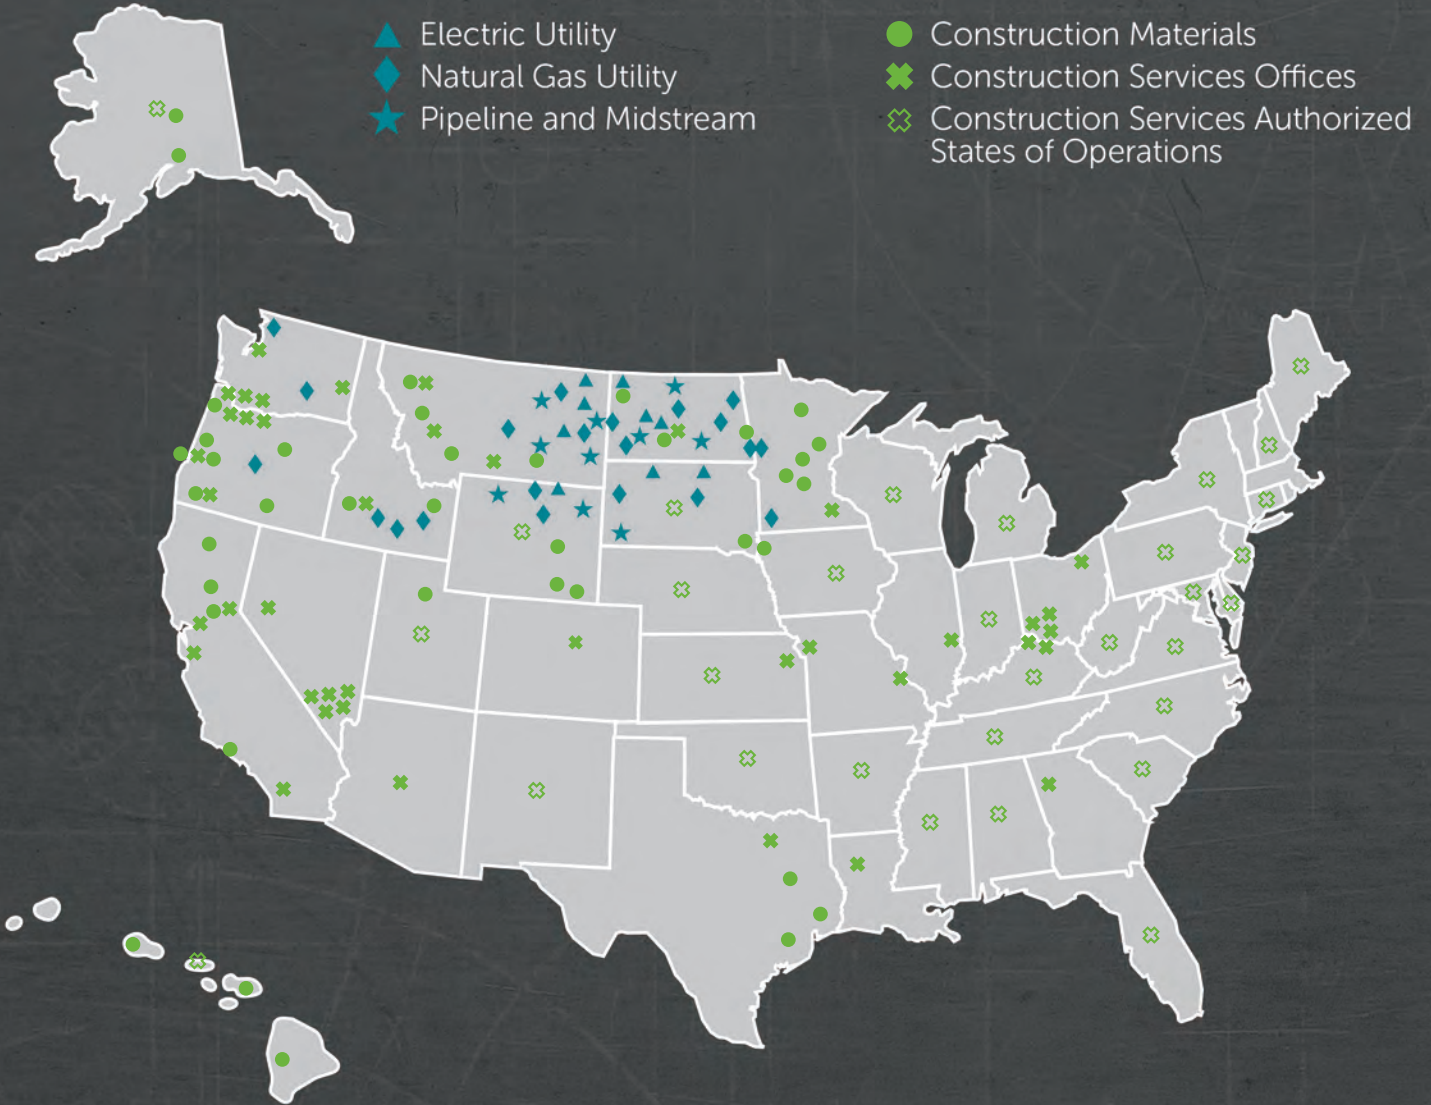 Electric Utility
Natural Gas Utility
Pipeline and Midstream
Construction Materials
Construction Services Offices
Construction Services Authorized
States of Operations